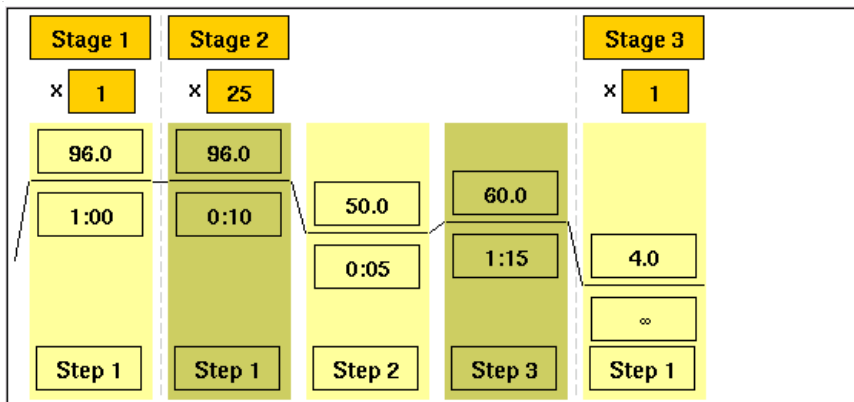 Stage 1 Stage 2 Stage 3
x 1 x 25 x 1
96.0 96.0 50.0 60.0 4.0
1:00 0:10 0:05 1:15 ∞
Step 1 Step 1 Step 2 Step 3 Step 1